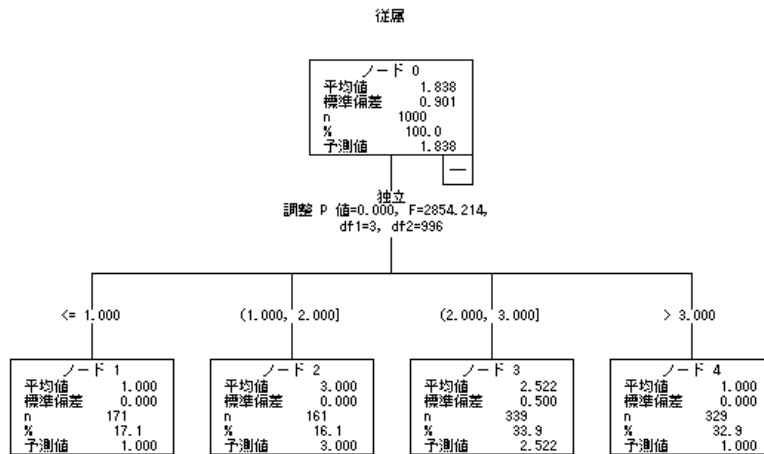 従属
ノード 0
平均値 1.838
標準偏差 0.901
n 1000
% 100.0
予測値 1.838
独立
調整 P 値=0.000, F=2854.214,
df1=3, df2=996
<= 1.000
(1.000, 2.000]
(2.000, 3.000]
> 3.000
ノード 1
平均値 1.000
標準偏差 0.000
n 171
% 17.1
予測値 1.000
ノード 2
平均値 3.000
標準偏差 0.000
n 161
% 16.1
予測値 3.000
ノード 3
平均値 2.522
標準偏差 0.500
n 339
% 33.9
予測値 2.522
ノード 4
平均値 1.000
標準偏差 0.000
n 329
% 32.9
予測値 1.000